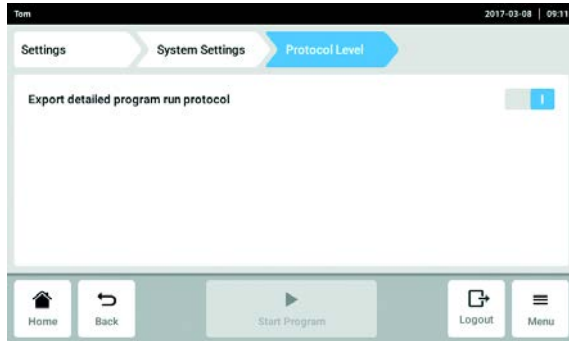 Tom 2017-03-08 | 09:11
Settings System Settings Protocol Level
Export detailed program run protocol I
Home Back Start Program Logout Menu